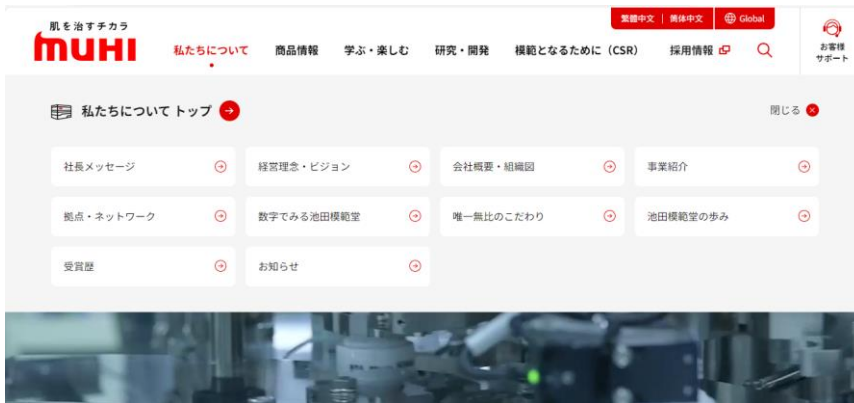 繁體中文 | 簡体中文 Global
肌を治すチカラ
MUHI
私たちについて 商品情報 学ぶ・楽しむ 研究・開発 模範となるために（CSR） 採用情報
お客様
サポート
私たちについて トップ
閉じる
社長メッセージ 経営理念・ビジョン 会社概要・組織図 事業紹介
拠点・ネットワーク 数字でみる池田模範堂 唯一無比のこだわり 池田模範堂の歩み
受賞歴 お知らせ